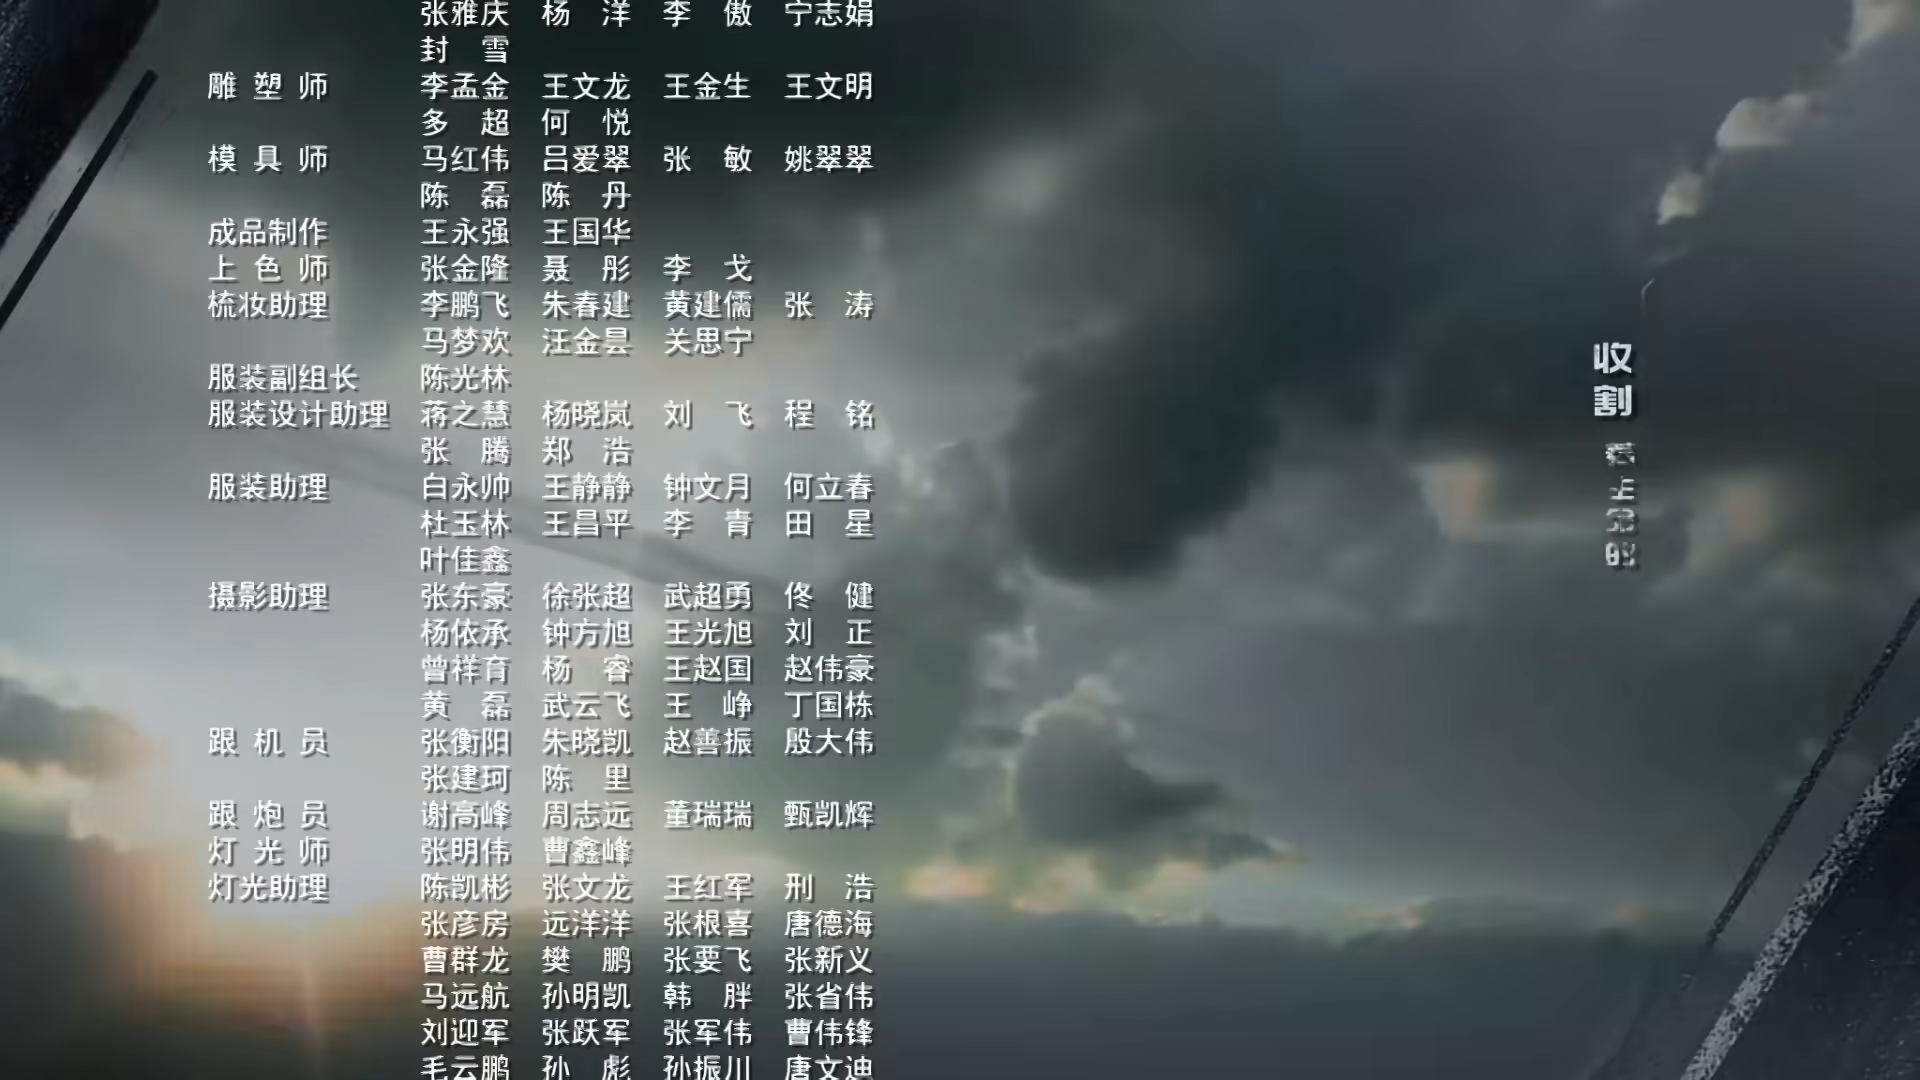 张雅庆 杨 洋 李 傲 宁志娟
封 雪
雕 塑 师 李孟金 王文龙 王金生 王文明
多 超 何 悦
模 具 师 马红伟 吕爱翠 张 敏 姚翠翠
陈 磊 陈 丹
成品制作 王永强 王国华
上 色 师 张金隆 聂 彤 李 戈
梳妆助理 李鹏飞 朱春建 黄建儒 张 涛
马梦欢 汪金昙 关思宁
服装副组长 陈光林
服装设计助理 蒋之慧 杨晓岚 刘 飞 程 铭
张 腾 郑 浩
服装助理 白永帅 王静静 钟文月 何立春
杜玉林 王昌平 李 青 田 星
叶佳鑫
摄影助理 张东豪 徐张超 武超勇 佟 健
杨依承 钟方旭 王光旭 刘 正
曾祥育 杨 睿 王赵国 赵伟豪
黄 磊 武云飞 王 峥 丁国栋
跟 机 员 张衡阳 朱晓凯 赵善振 殷大伟
张建珂 陈 里
跟 炮 员 谢高峰 周志远 董瑞瑞 甄凯辉
灯 光 师 张明伟 曹鑫峰
灯光助理 陈凯彬 张文龙 王红军 刑 浩
张彦房 远洋洋 张根喜 唐德海
曹群龙 樊 鹏 张要飞 张新义
马远航 孙明凯 韩 胖 张省伟
刘迎军 张跃军 张军伟 曹伟锋
毛云鹏 孙 彪 孙振川 唐文迪
收割